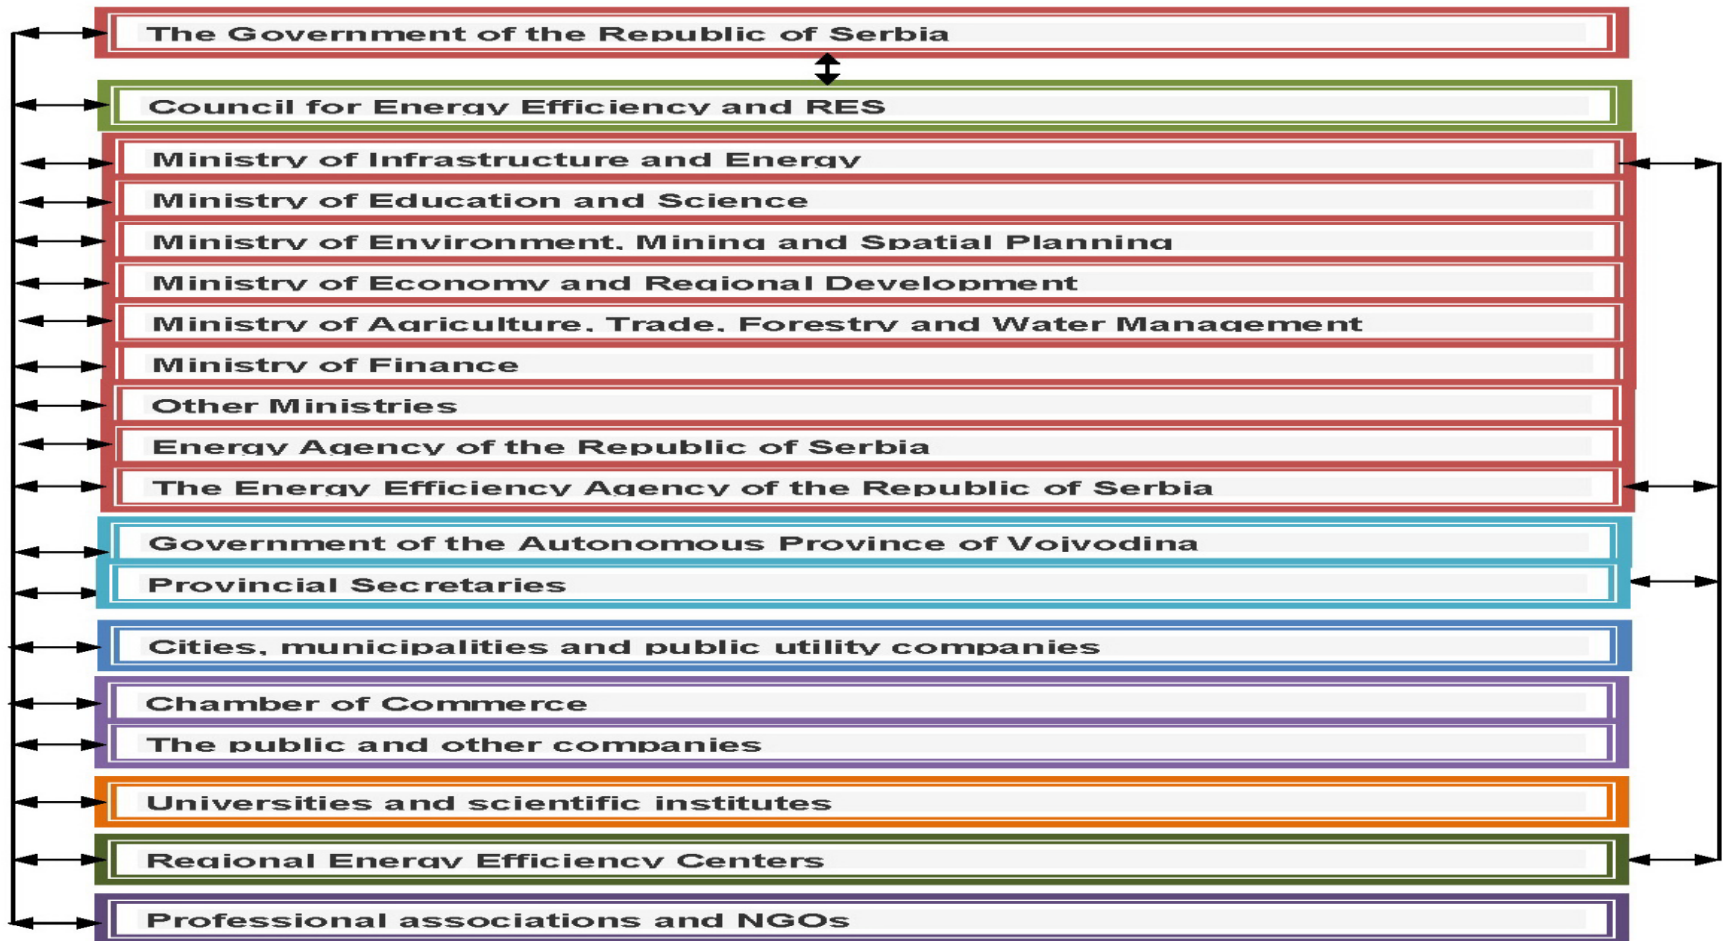 The Government of the Republic of Serbia
Council for Energy Efficiency and RES
Ministry of Infrastructure and Energy
Ministry of Education and Science
Ministry of Environment, Mining and Spatial Planning
Ministry of Economy and Regional Development
Ministry of Agriculture, Trade, Forestry and Water Management
Ministry of Finance
Other Ministries
Energy Agency of the Republic of Serbia
The Energy Efficiency Agency of the Republic of Serbia
Government of the Autonomous Province of Vojvodina
Provincial Secretaries
Cities, municipalities and public utility companies
Chamber of Commerce
The public and other companies
Universities and scientific institutes
Regional Energy Efficiency Centers
Professional associations and NGOs